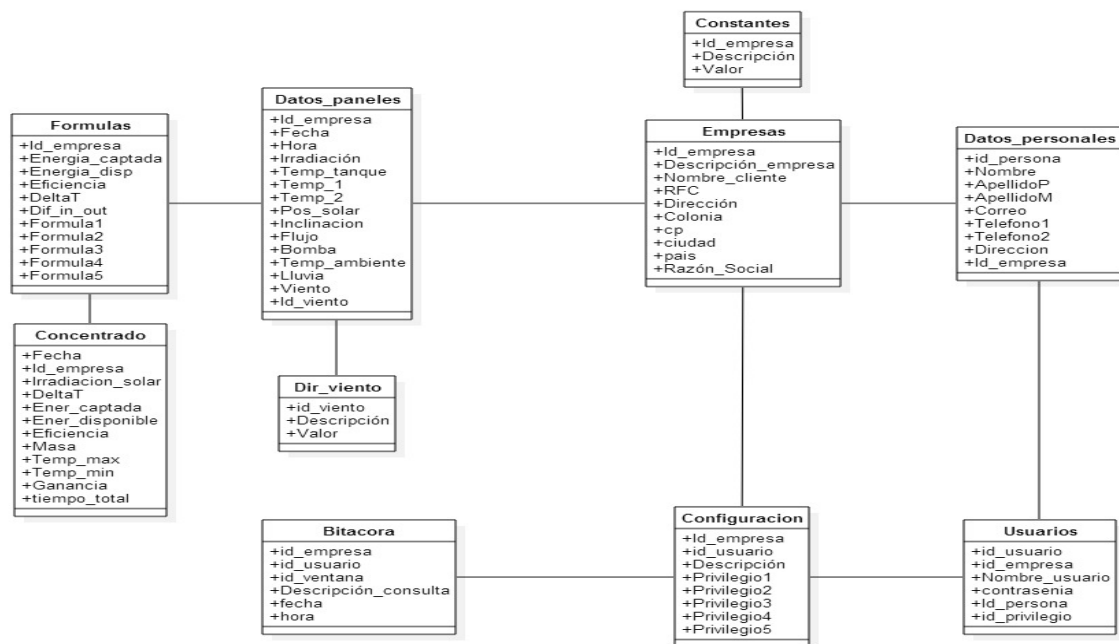 Constantes
+Id_empresa
+Descripción
+Valor
Formulas
+Id_empresa
+Energia_captada
+Energia_disp
+Eficiencia
+DeltaT
+Dif_in_out
+Formula1
+Formula2
+Formula3
+Formula4
+Formula5
Datos_paneles
+Id_empresa
+Fecha
+Hora
+Irradiación
+Temp_tanque
+Temp_1
+Temp_2
+Pos_solar
+Inclinacion
+Flujo
+Bomba
+Temp_ambiente
+Lluvia
+Viento
+Id_viento
Empresas
+Id_empresa
+Descripción_empresa
+Nombre_cliente
+RFC
+Dirección
+Colonia
+cp
+ciudad
+pais
+Razón_Social
Datos_personales
+id_persona
+Nombre
+ApellidoP
+ApellidoM
+Correo
+Telefono1
+Telefono2
+Direccion
+Id_empresa
Concentrado
+Fecha
+Id_empresa
+Irradiacion_solar
+DeltaT
+Ener_captada
+Ener_disponible
+Eficiencia
+Masa
+Temp_max
+Temp_min
+Ganancia
+tiempo_total
Dir_viento
+id_viento
+Descripción
+Valor
Bitacora
+id_empresa
+id_usuario
+id_ventana
+Descripción_consulta
+fecha
+hora
Configuracion
+Id_empresa
+id_usuario
+Descripción
+Privilegio1
+Privilegio2
+Privilegio3
+Privilegio4
+Privilegio5
Usuarios
+id_usuario
+id_empresa
+Nombre_usuario
+contrasenia
+Id_persona
+id_privilegio